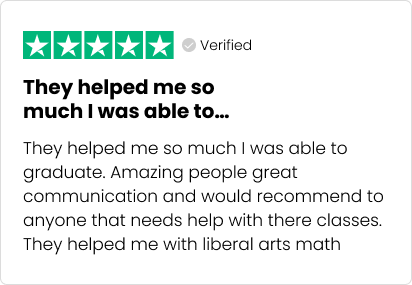 Verified
They helped me so
much I was able to...
They helped me so much I was able to
graduate. Amazing people great
communication and would recommend to
anyone that needs help with there classes.
They helped me with liberal arts math